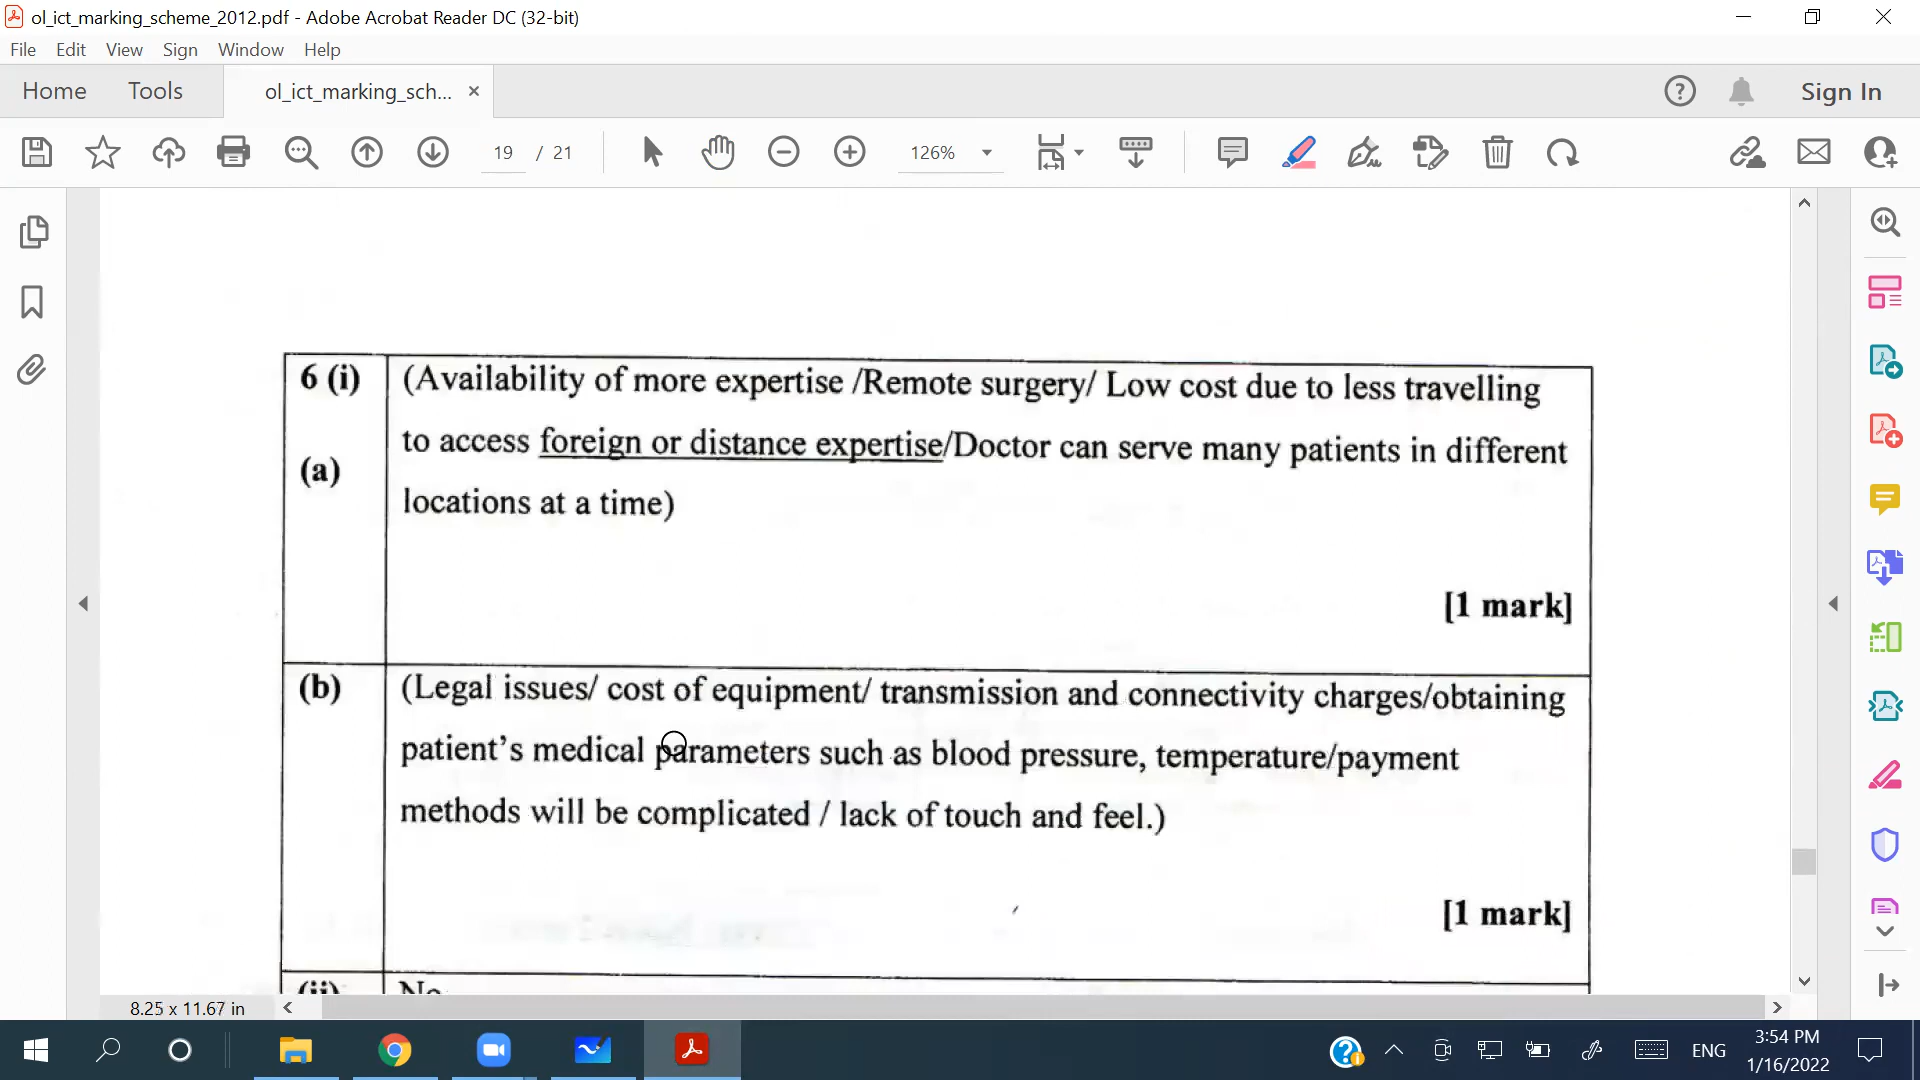 ol_ict_marking_scheme_2012.pdf - Adobe Acrobat Reader DC (32-bit)
File Edit View Sign Window Help
Home Tools ol_ict_marking_sch... × Sign In
19 / 21 126%
6 (i) (Availability of more expertise /Remote surgery/ Low cost due to less travelling
to access foreign or distance expertise/Doctor can serve many patients in different
(a)
locations at a time)
[1 mark]
(b) (Legal issues/ cost of equipment/ transmission and connectivity charges/obtaining
patient's medical parameters such as blood pressure, temperature/payment
methods will be complicated / lack of touch and feel.)
[1 mark]
(ii) No
8.25 x 11.67 in
ENG
3:54 PM
1/16/2022